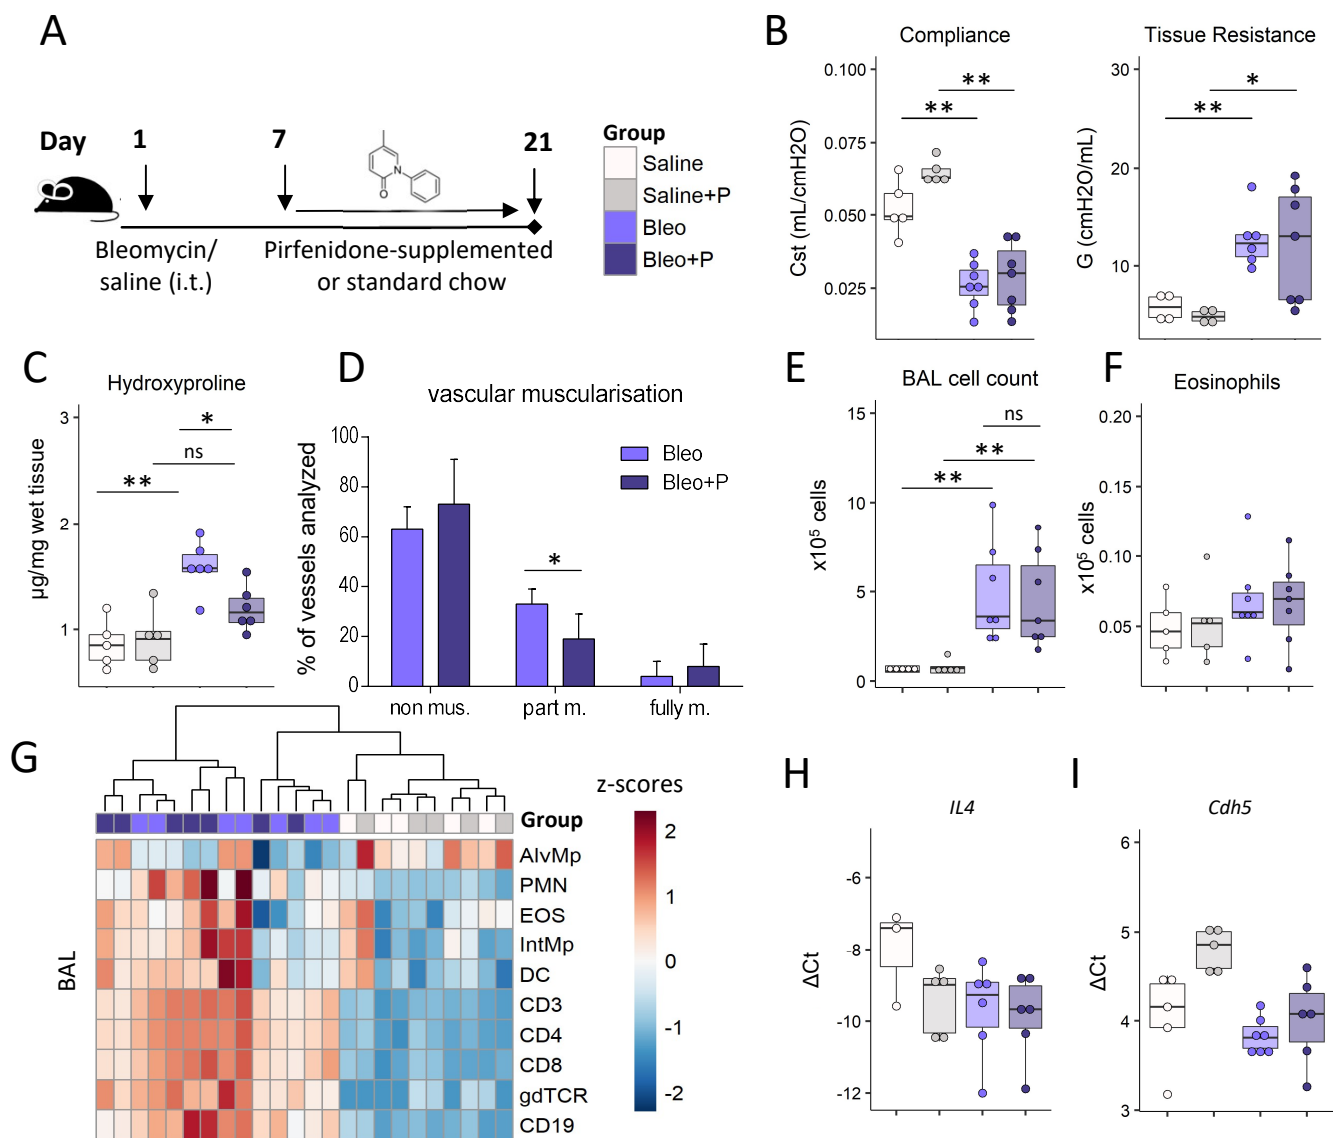 A
Day 1 7 21
Bleomycin/
saline (i.t.)
Pirfenidone-supplemented
or standard chow
N
O
Group
Saline
Saline+P
Bleo
Bleo+P
B
Compliance
Cst (mL/cmH2O)
0.100
0.075
0.050
0.025
**
**
Tissue Resistance
G (cmH2O/mL)
30
20
10
*
**
C
Hydroxyproline
µg/mg wet tissue
3
2
1
*
ns
**
D
vascular muscularisation
% of vessels analyzed
100
80
60
40
20
0
Bleo
Bleo+P
*
non mus.
part m.
fully m.
E
BAL cell count
x10⁵ cells
15
10
5
0
ns
**
**
F
Eosinophils
x10⁵ cells
0.20
0.15
0.10
0.05
G
z-scores
2
1
0
-1
-2
Group
BAL
AlvMp
PMN
EOS
IntMp
DC
CD3
CD4
CD8
gdTCR
CD19
H
IL4
ΔCt
-6
-8
-10
-12
I
Cdh5
ΔCt
6
5
4
3